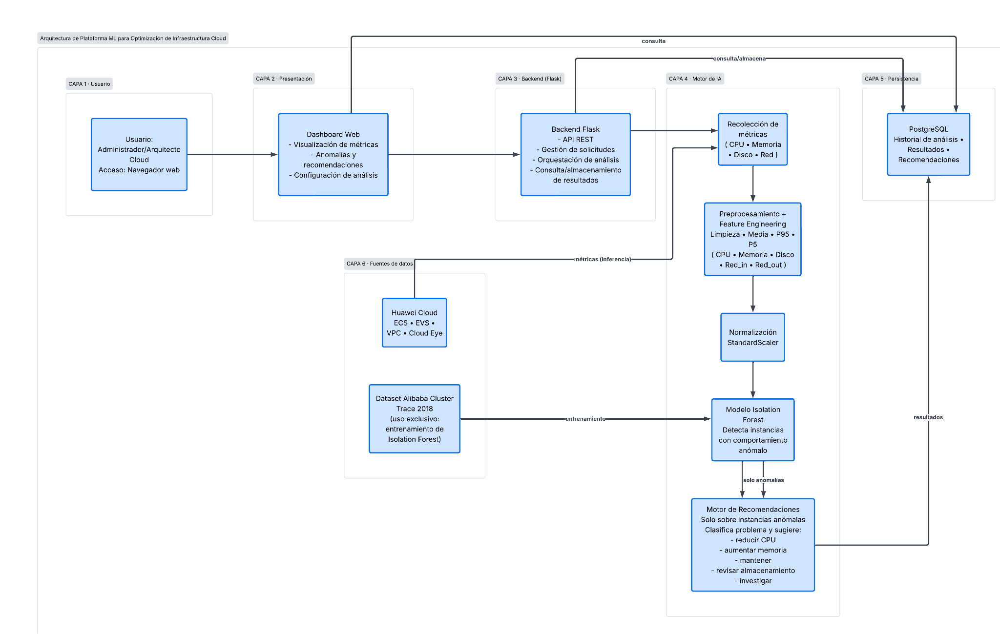 Arquitectura de Plataforma ML para Optimización de Infraestructura Cloud
consulta
consulta/almacena
CAPA 1 · Usuario
Usuario:
Administrador/Arquitecto
Cloud
Acceso: Navegador web
CAPA 2 · Presentación
Dashboard Web
- Visualización de métricas
- Anomalías y
recomendaciones
- Configuración de análisis
CAPA 3 · Backend (Flask)
Backend Flask
- API REST
- Gestión de solicitudes
- Orquestación de análisis
- Consulta/almacenamiento
de resultados
CAPA 4 · Motor de IA
Recolección de
métricas
( CPU • Memoria
• Disco • Red )
Preprocesamiento +
Feature Engineering
Limpieza • Media • P95 •
P5
( CPU • Memoria • Disco
• Red_in • Red_out )
Normalización
StandardScaler
Modelo Isolation
Forest
Detecta instancias
con comportamiento
anómalo
solo anomalías
Motor de Recomendaciones
Solo sobre instancias anómalas
Clasifica problema y sugiere:
- reducir CPU
- aumentar memoria
- mantener
- revisar almacenamiento
- investigar
CAPA 5 · Persistencia
PostgreSQL
Historial de análisis •
Resultados •
Recomendaciones
resultados
CAPA 6 · Fuentes de datos
métricas (inferencia)
Huawei Cloud
ECS • EVS •
VPC • Cloud Eye
Dataset Alibaba Cluster
Trace 2018
(uso exclusivo:
entrenamiento de
Isolation Forest)
entrenamiento